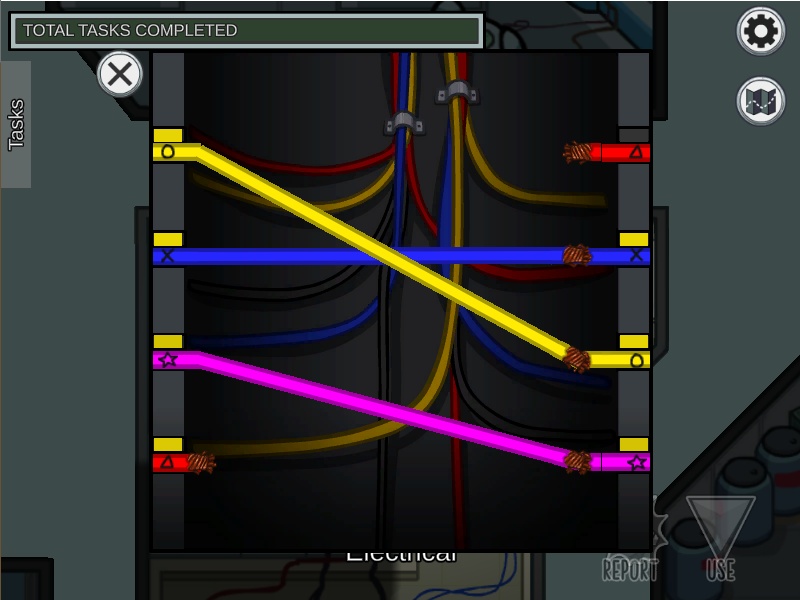 TOTAL TASKS COMPLETED
Tasks
Electrical
REPORT
USE